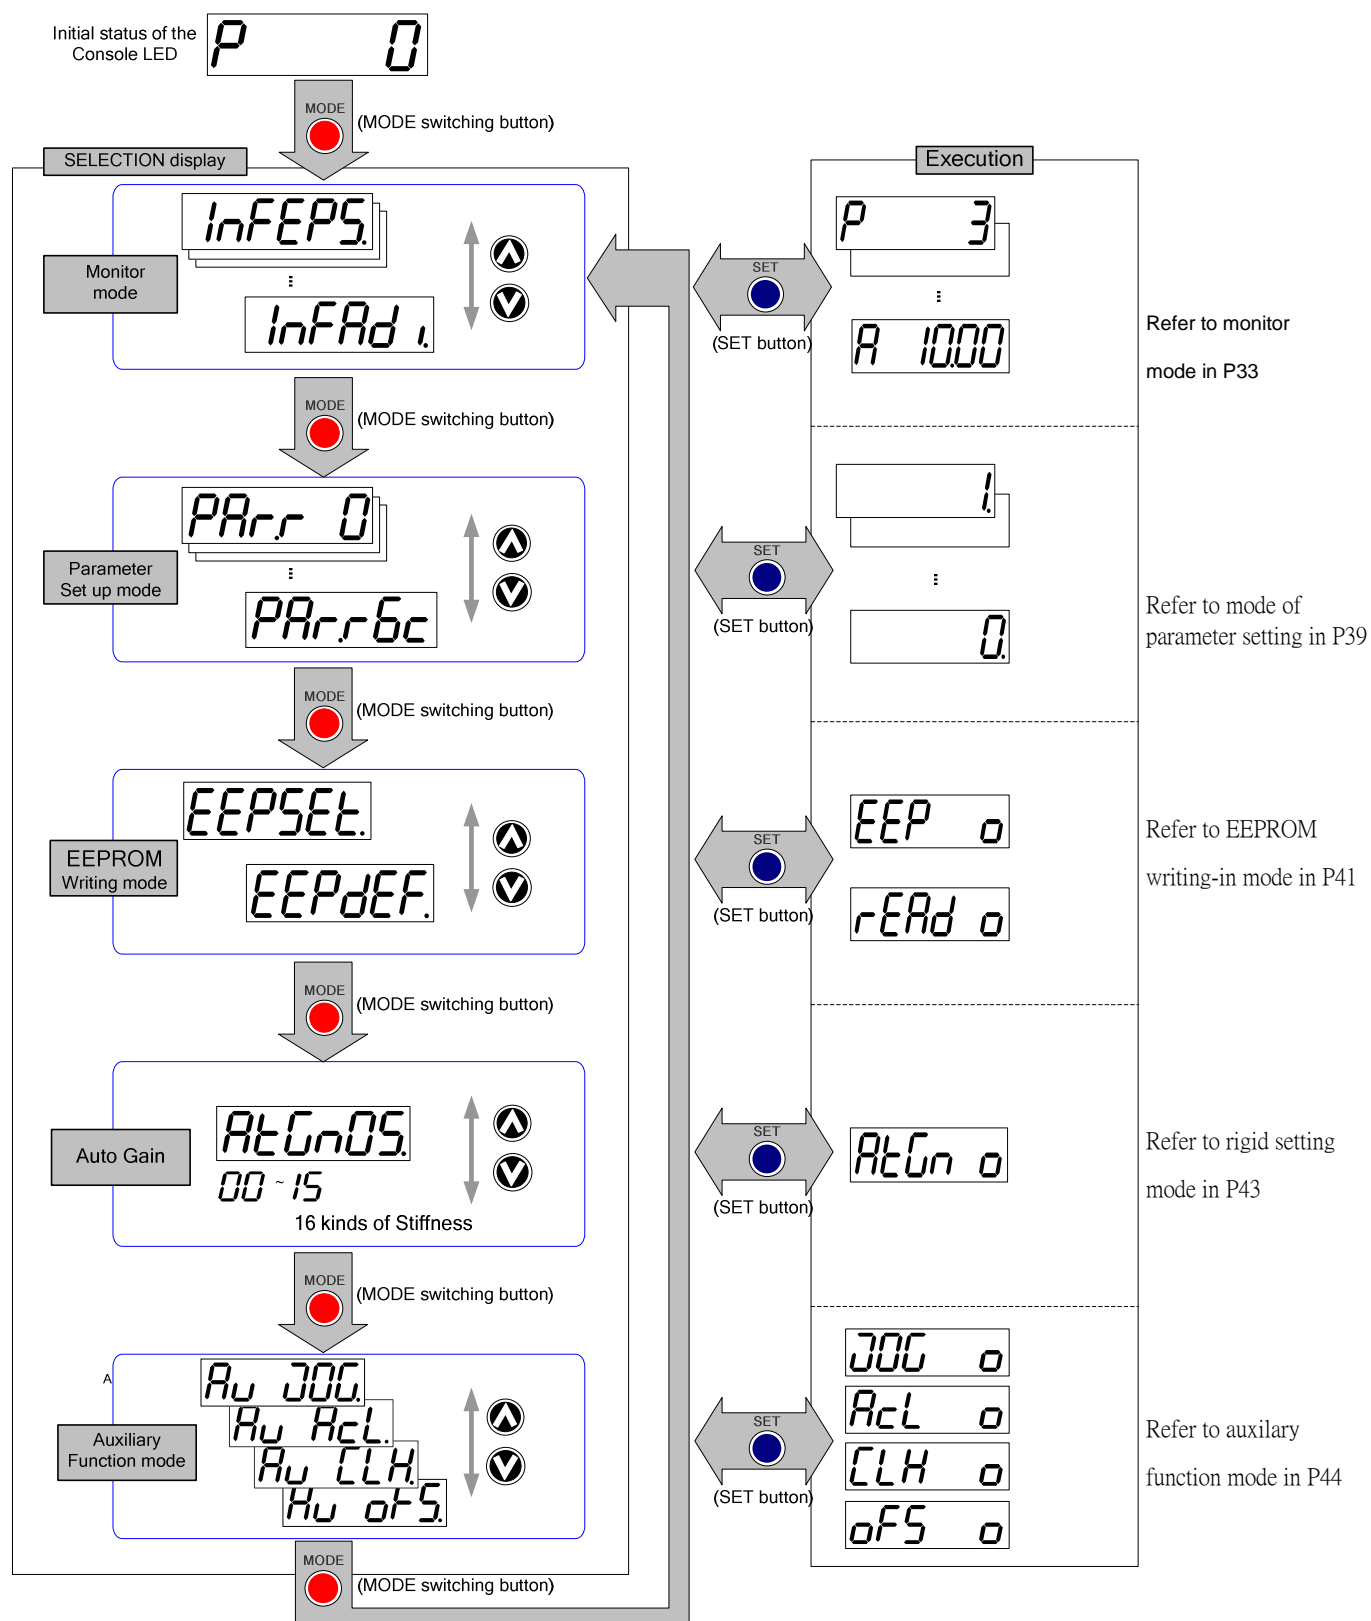 Initial status of the
Console LED
P 0
MODE
(MODE switching button)
SELECTION display
Execution
Monitor
mode
InFEPS.
InFAdi.
SET
(SET button)
P 3
A 10.00
Refer to monitor
mode in P33
MODE
(MODE switching button)
Parameter
Set up mode
PAr.r 0
PAr.r6c
SET
(SET button)
1.
0.
Refer to mode of
parameter setting in P39
MODE
(MODE switching button)
EEPROM
Writing mode
EEPSEt.
EEPdEF.
SET
(SET button)
EEP o
rEAd o
Refer to EEPROM
writing-in mode in P41
MODE
(MODE switching button)
Auto Gain
AtGn05.
00 ~ 15
16 kinds of Stiffness
SET
(SET button)
AtGn o
Refer to rigid setting
mode in P43
MODE
(MODE switching button)
A
Auxiliary
Function mode
Au JOG.
Au AcL.
Au CLH.
Au oFS.
SET
(SET button)
JOG o
AcL o
CLH o
oFS o
Refer to auxilary
function mode in P44
MODE
(MODE switching button)